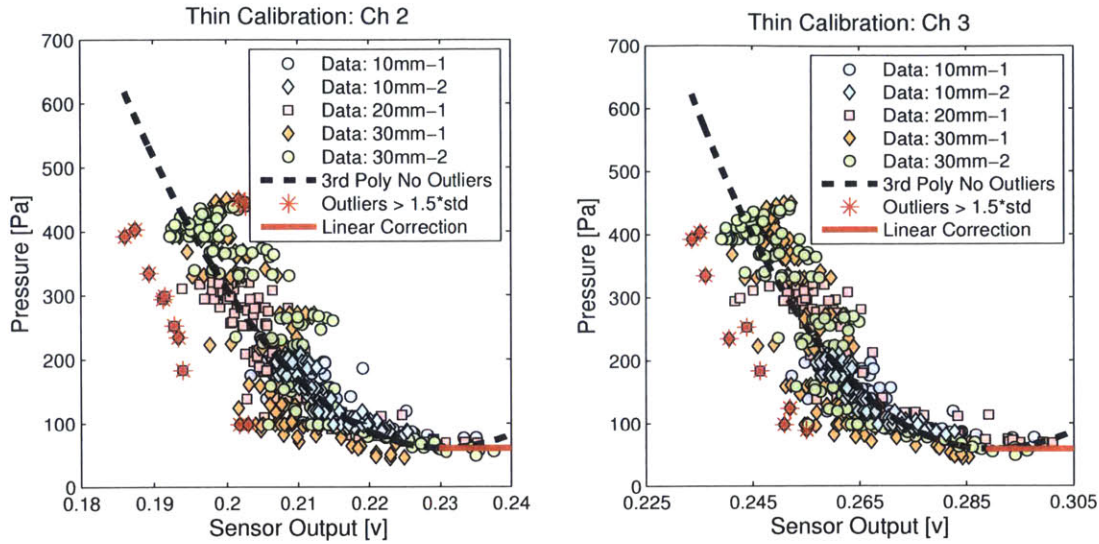 Thin Calibration: Ch 2
700
600
500
400
300
200
100
0
Pressure [Pa]
0.18
0.19
0.2
0.21
0.22
0.23
0.24
Sensor Output [v]
Data: 10mm-1
Data: 10mm-2
Data: 20mm-1
Data: 30mm-1
Data: 30mm-2
3rd Poly No Outliers
Outliers > 1.5*std
Linear Correction
Thin Calibration: Ch 3
700
600
500
400
300
200
100
0
Pressure [Pa]
0.225
0.245
0.265
0.285
0.305
Sensor Output [v]
Data: 10mm-1
Data: 10mm-2
Data: 20mm-1
Data: 30mm-1
Data: 30mm-2
3rd Poly No Outliers
Outliers > 1.5*std
Linear Correction